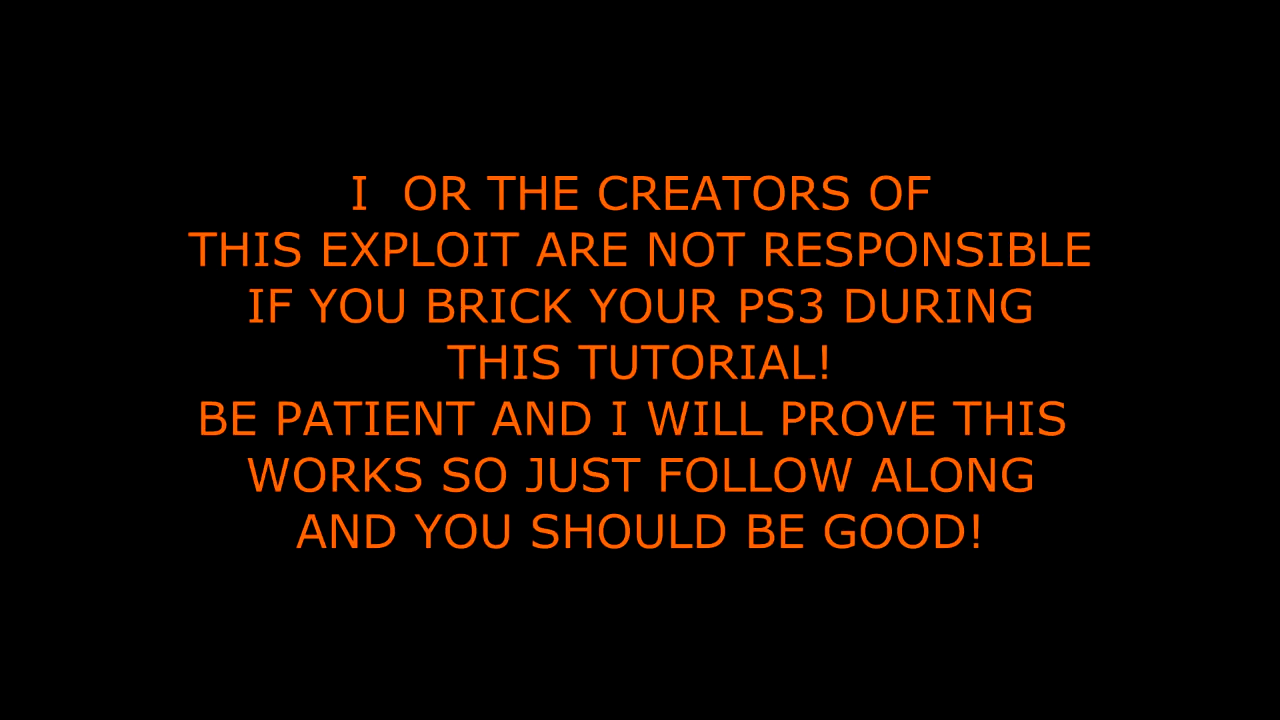 I  OR THE CREATORS OF
THIS EXPLOIT ARE NOT RESPONSIBLE
IF YOU BRICK YOUR PS3 DURING
THIS TUTORIAL!
BE PATIENT AND I WILL PROVE THIS
WORKS SO JUST FOLLOW ALONG
AND YOU SHOULD BE GOOD!